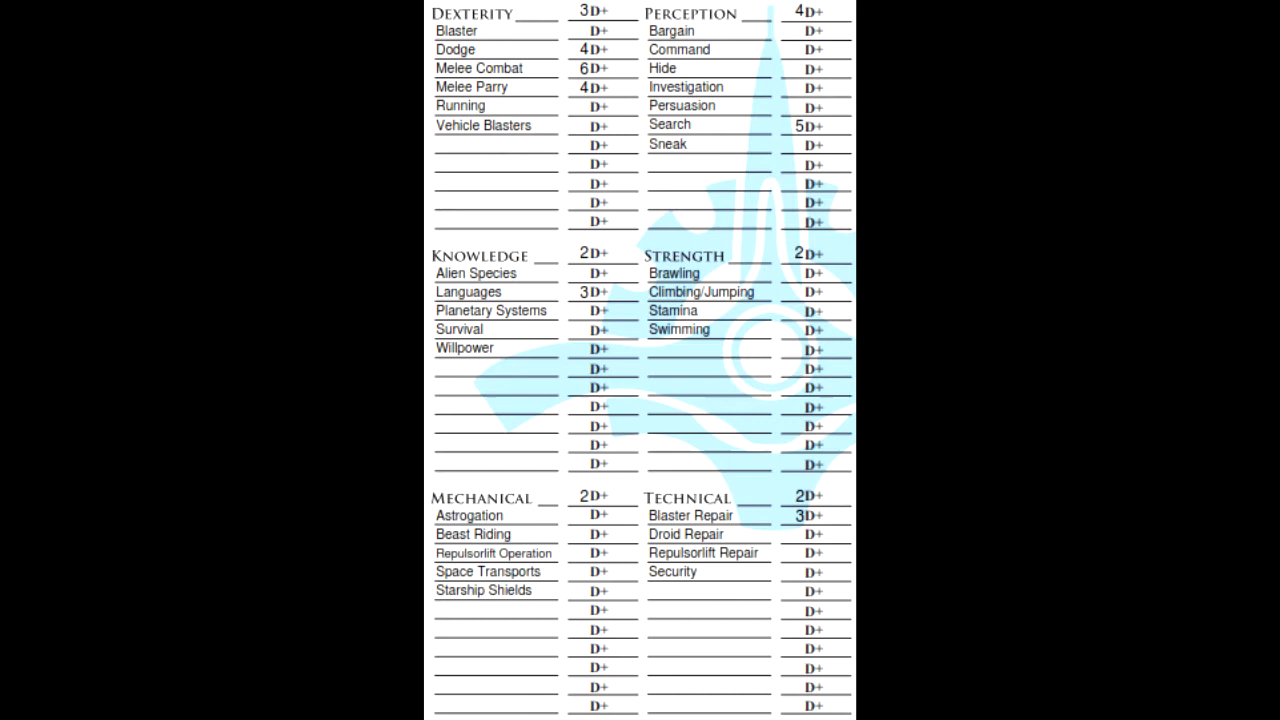 DEXTERITY 3D+
Blaster D+
Dodge 4D+
Melee Combat 6D+
Melee Parry 4D+
Running D+
Vehicle Blasters D+
D+
D+
D+
D+
D+
PERCEPTION 4D+
Bargain D+
Command D+
Hide D+
Investigation D+
Persuasion D+
Search 5D+
Sneak D+
D+
D+
D+
D+
KNOWLEDGE 2D+
Alien Species D+
Languages 3D+
Planetary Systems D+
Survival D+
Willpower D+
D+
D+
D+
D+
D+
D+
STRENGTH 2D+
Brawling D+
Climbing/Jumping D+
Stamina D+
Swimming D+
D+
D+
D+
D+
D+
D+
D+
MECHANICAL 2D+
Astrogation D+
Beast Riding D+
Repulsorlift Operation D+
Space Transports D+
Starship Shields D+
D+
D+
D+
D+
D+
D+
TECHNICAL 2D+
Blaster Repair 3D+
Droid Repair D+
Repulsorlift Repair D+
Security D+
D+
D+
D+
D+
D+
D+
D+